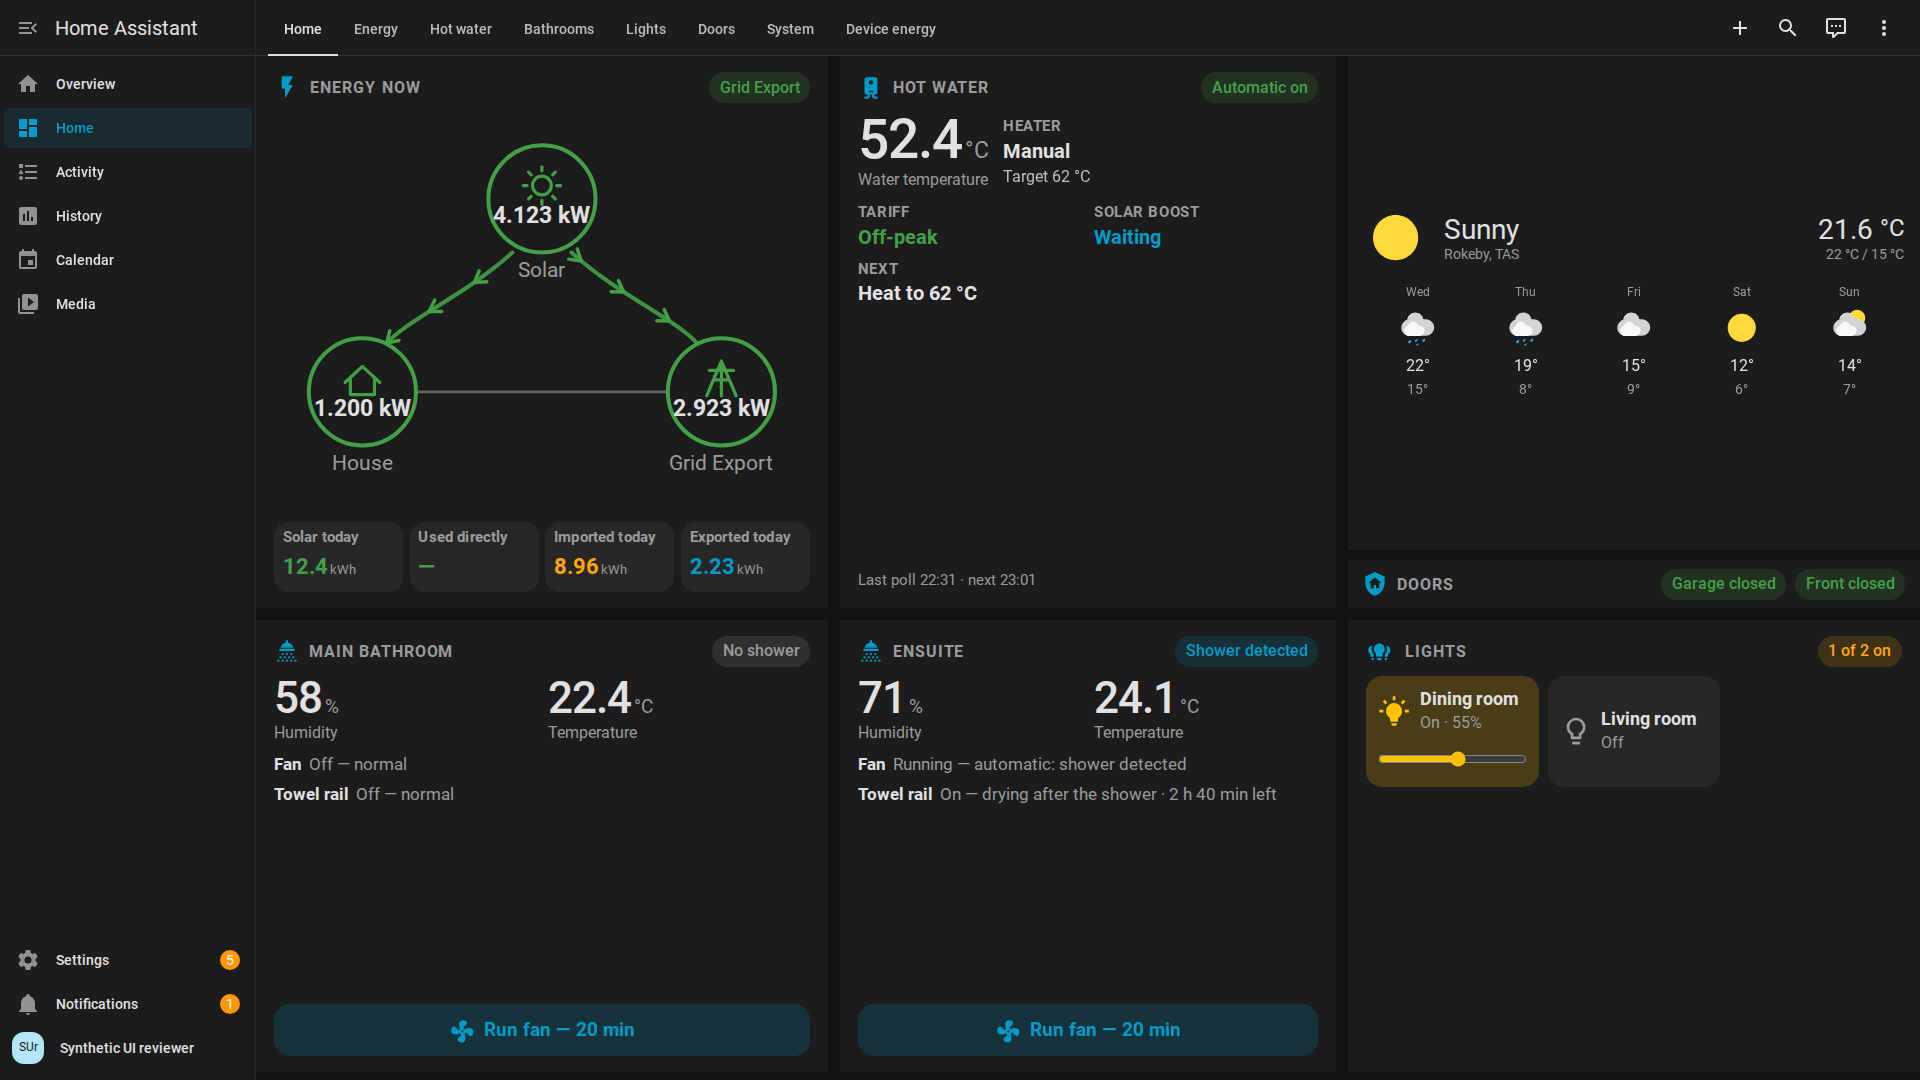 Home Assistant
Home
Energy
Hot water
Bathrooms
Lights
Doors
System
Device energy
Overview
Home
Activity
History
Calendar
Media
Settings
5
Notifications
1
SUr
Synthetic UI reviewer
ENERGY NOW
Grid Export
4.123 kW
Solar
1.200 kW
House
2.923 kW
Grid Export
Solar today
12.4 kWh
Used directly
—
Imported today
8.96 kWh
Exported today
2.23 kWh
HOT WATER
Automatic on
52.4 °C
Water temperature
HEATER
Manual
Target 62 °C
TARIFF
Off-peak
SOLAR BOOST
Waiting
NEXT
Heat to 62 °C
Last poll 22:31 · next 23:01
Sunny
Rokeby, TAS
21.6 °C
22 °C / 15 °C
Wed
22°
15°
Thu
19°
8°
Fri
15°
9°
Sat
12°
6°
Sun
14°
7°
DOORS
Garage closed
Front closed
MAIN BATHROOM
No shower
58 %
Humidity
22.4 °C
Temperature
Fan Off — normal
Towel rail Off — normal
Run fan — 20 min
ENSUITE
Shower detected
71 %
Humidity
24.1 °C
Temperature
Fan Running — automatic: shower detected
Towel rail On — drying after the shower · 2 h 40 min left
Run fan — 20 min
LIGHTS
1 of 2 on
Dining room
On · 55%
Living room
Off